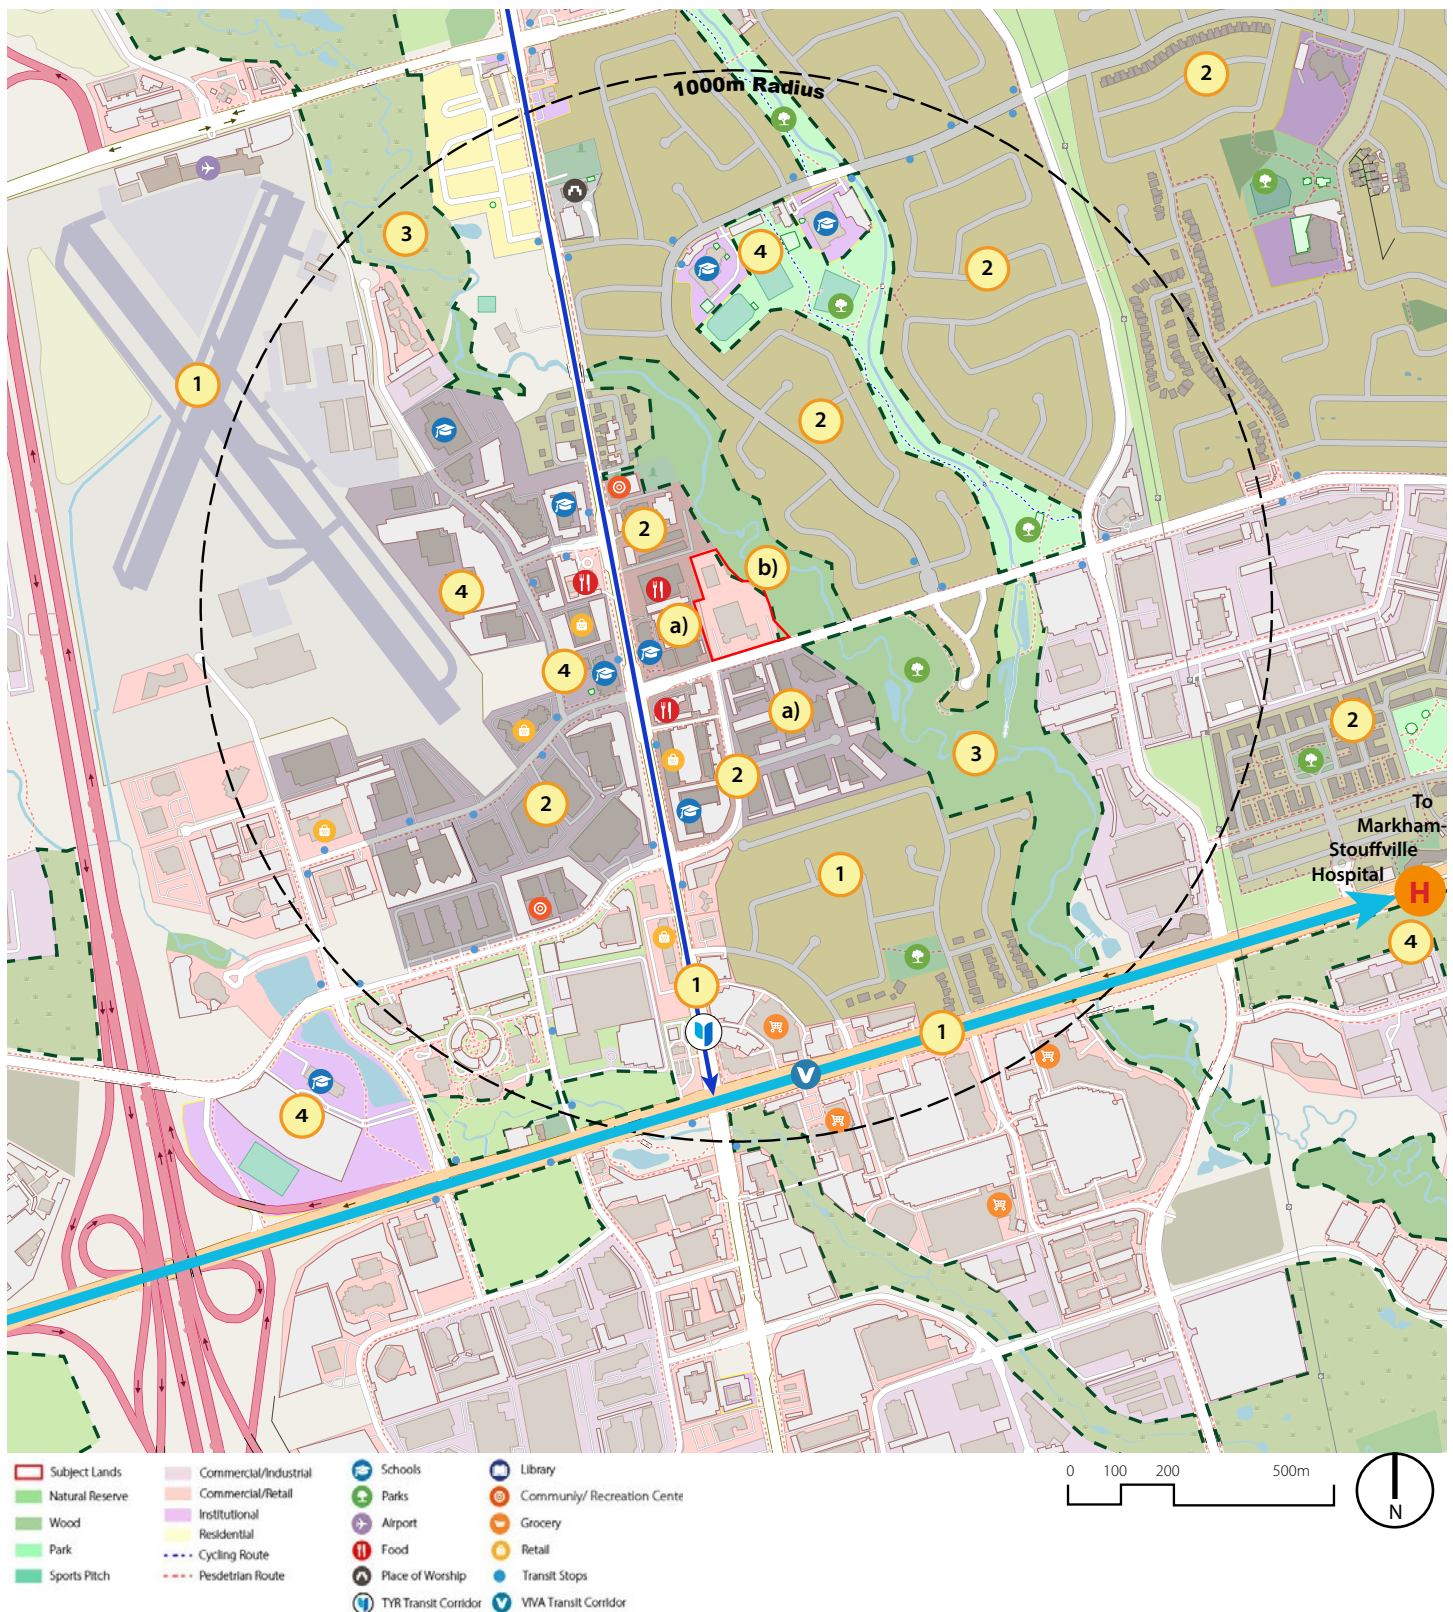 1000m Radius
2
3
4
2
1
2
2
b)
4
a)
4
a)
2
3
2
2
To
Markham-
Stouffville
Hospital
H
1
4
1
1
V
4
Subject Lands
Natural Reserve
Wood
Park
Sports Pitch
Commercial/Industrial
Commercial/Retail
Institutional
Residential
Cycling Route
Pesdetrian Route
Schools
Parks
Airport
Food
Place of Worship
TYR Transit Corridor
Library
Communiy/ Recreation Cente
Grocery
Retail
Transit Stops
V
VIVA Transit Corridor
0 100 200 500m
N